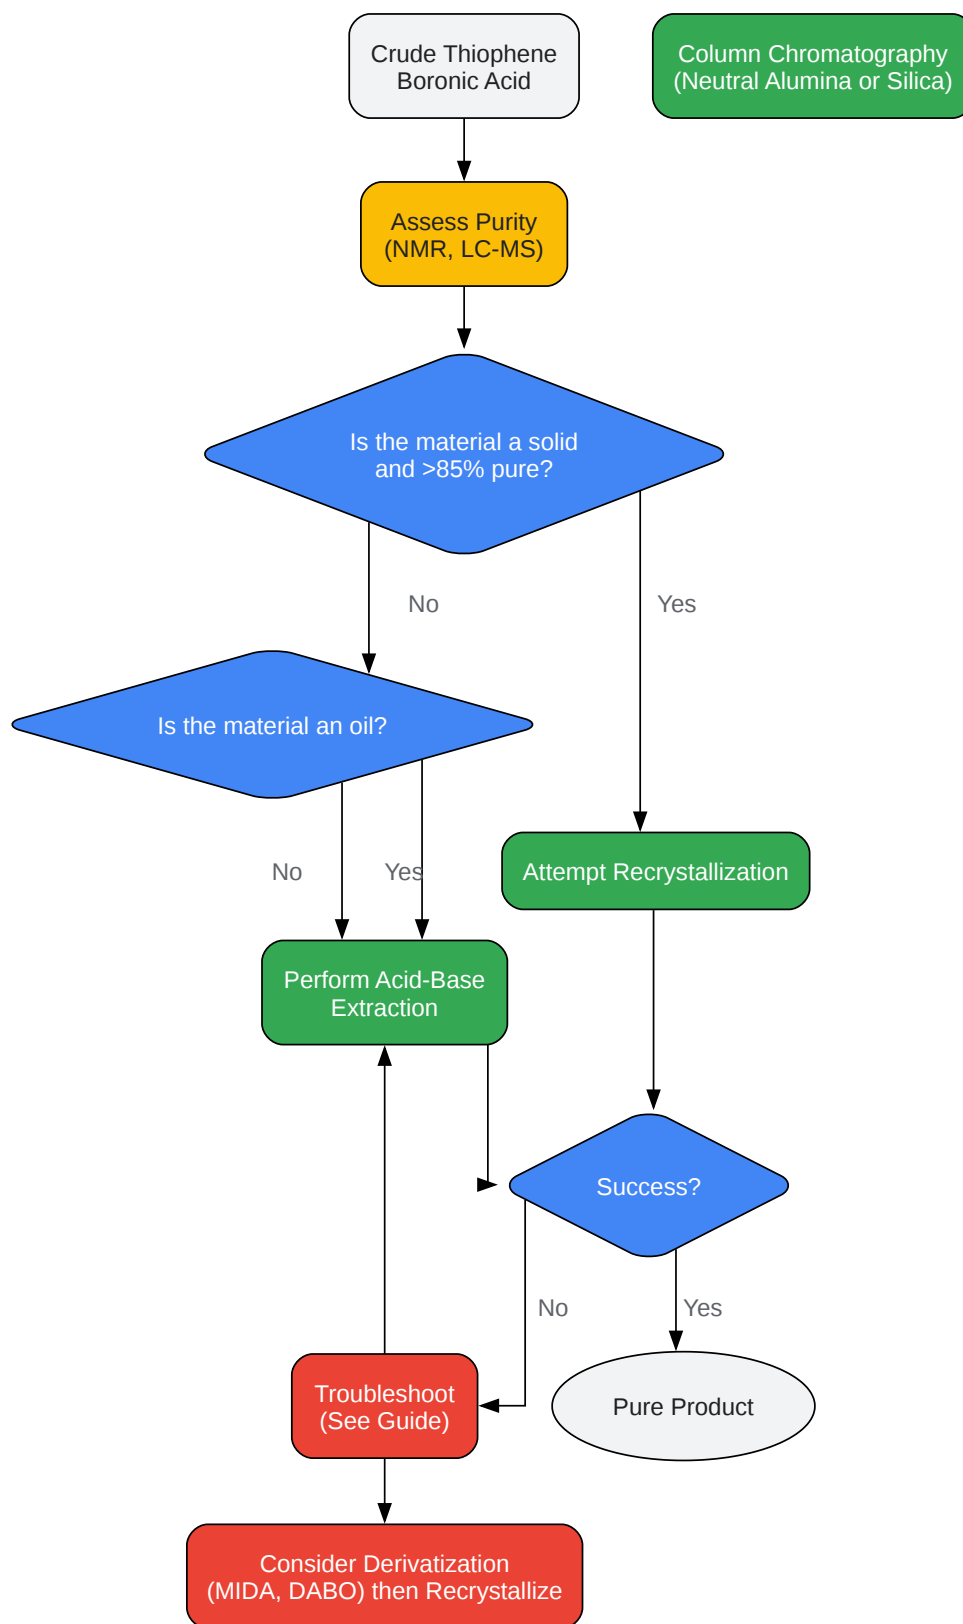 Crude Thiophene
Boronic Acid
Column Chromatography
(Neutral Alumina or Silica)
Assess Purity
(NMR, LC-MS)
Is the material a solid
and >85% pure?
No
Yes
Is the material an oil?
No
Yes
Attempt Recrystallization
Perform Acid-Base
Extraction
Success?
No
Yes
Troubleshoot
(See Guide)
Pure Product
Consider Derivatization
(MIDA, DABO) then Recrystallize